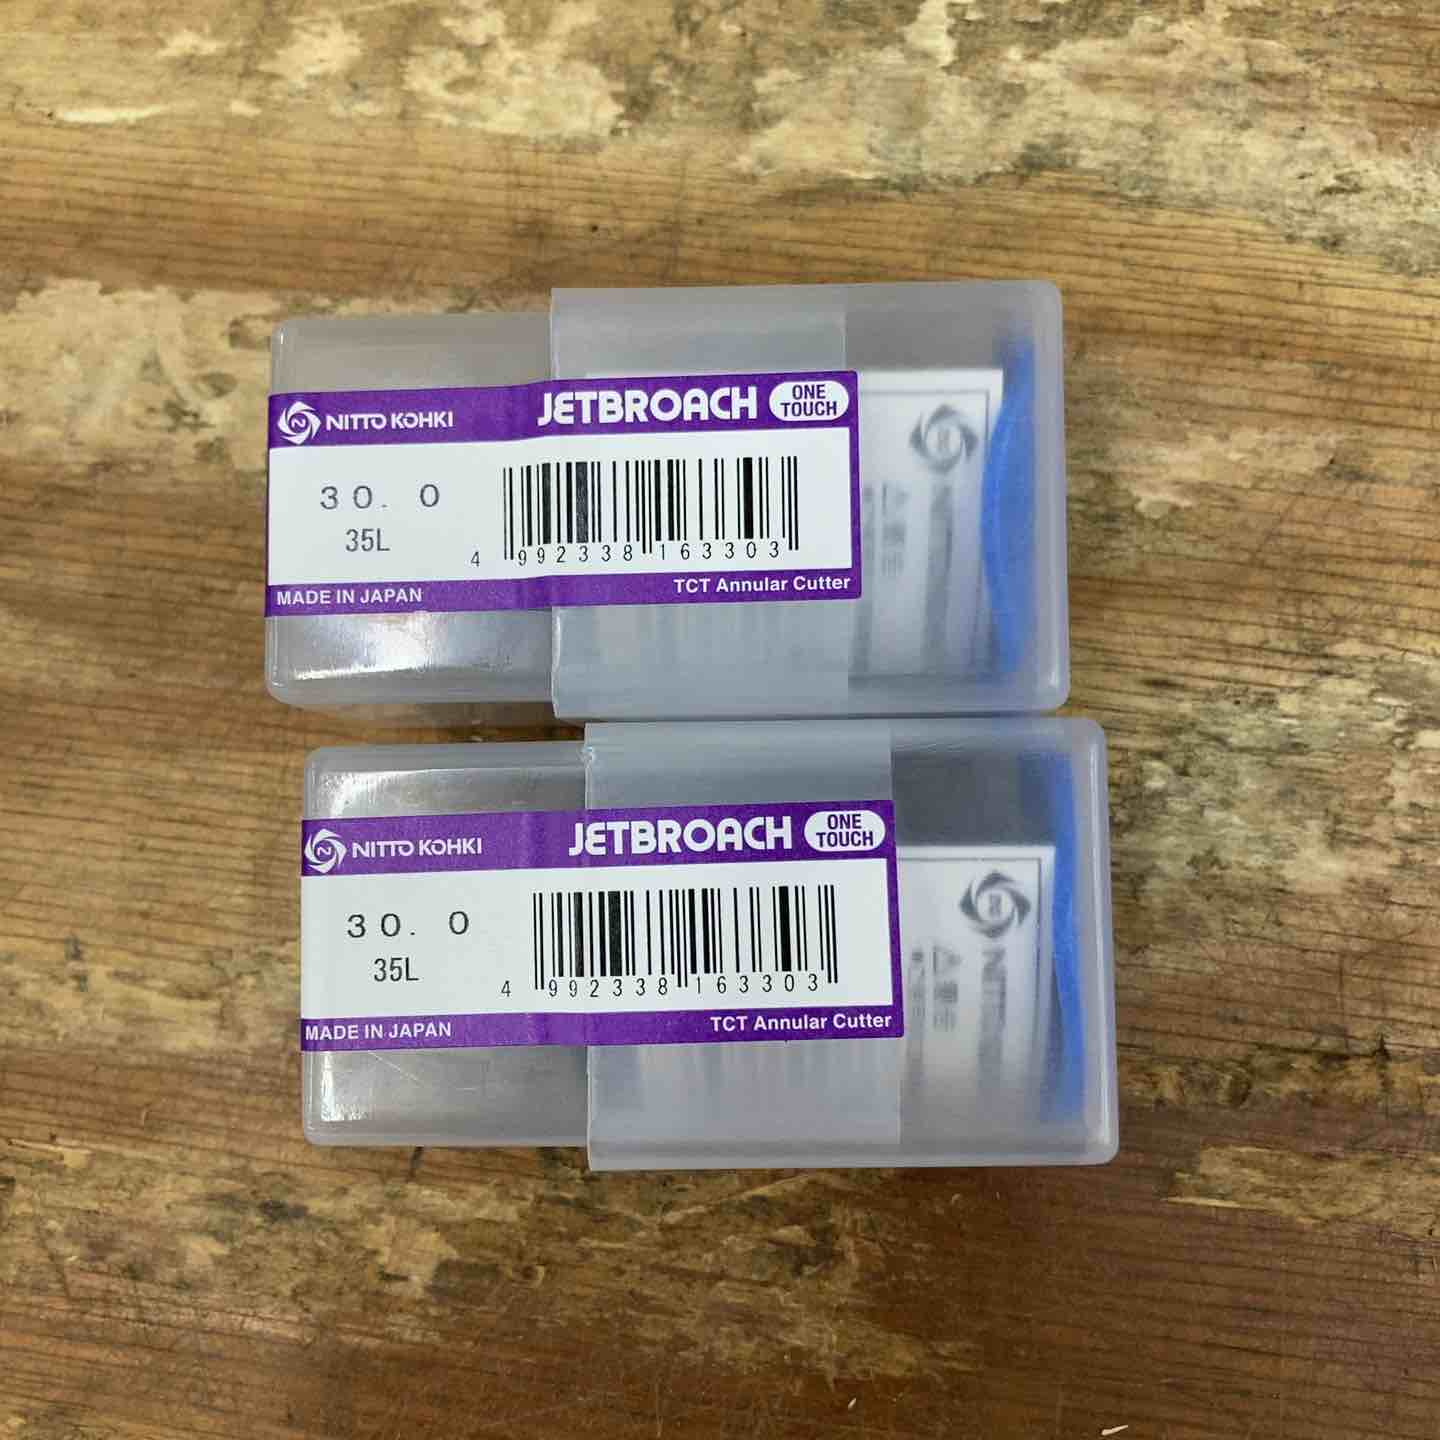 NITTO KOHKI
JETBROACH
ONE
TOUCH
30. 0
35L
4 992338 163303
MADE IN JAPAN
TCT Annular Cutter
NITTO KOHKI
JETBROACH
ONE
TOUCH
30. 0
35L
4 992338 163303
MADE IN JAPAN
TCT Annular Cutter